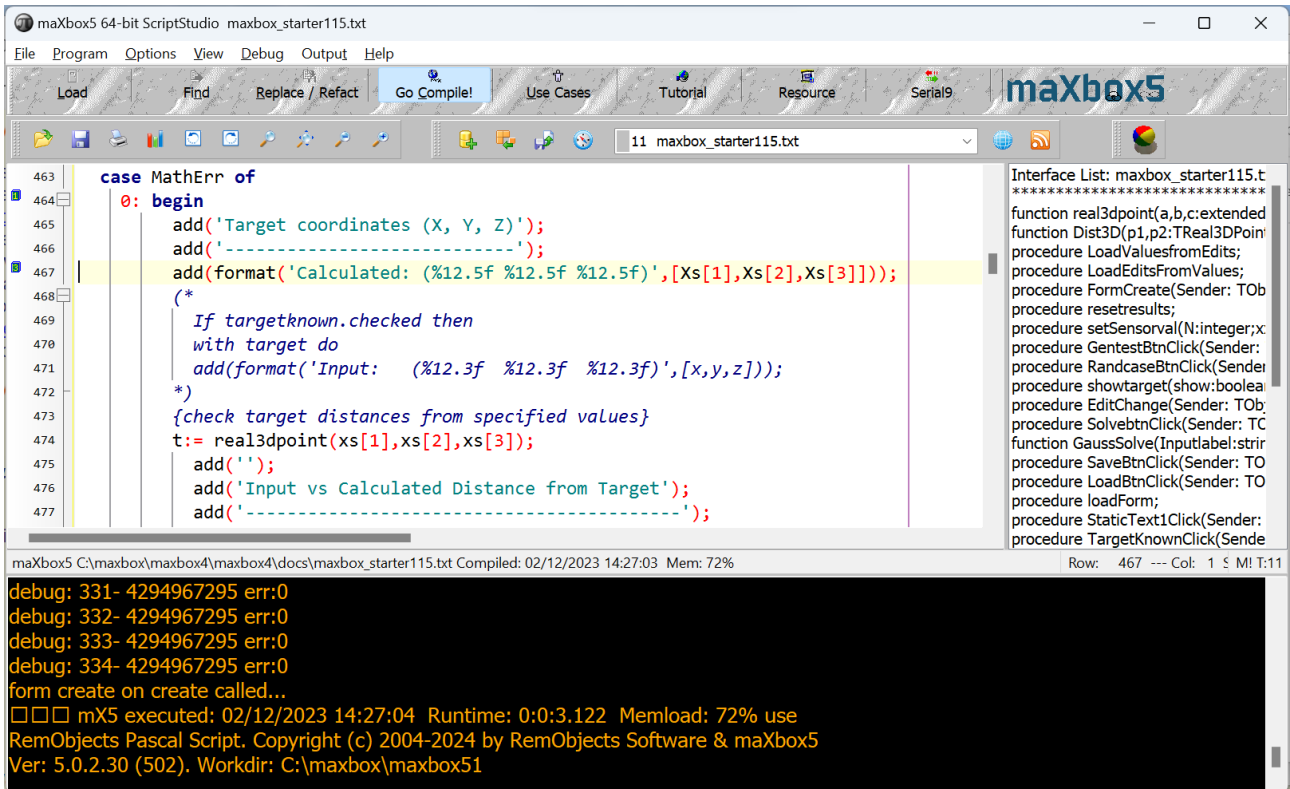 maXbox5 64-bit ScriptStudio maxbox_starter115.txt
File Program Options View Debug Output Help
Load Find Replace / Refact Go Compile! Use Cases Tutorial Resource Serial9 maXbox5
11 maxbox_starter115.txt
463 case MathErr of
464 0: begin
465 add('Target coordinates (X, Y, Z)');
466 add('----------------------------');
467 add(format('Calculated: (%12.5f %12.5f %12.5f)',[Xs[1],Xs[2],Xs[3]]));
468 (*
469 If targetknown.checked then
470 with target do
471 add(format('Input:   (%12.3f  %12.3f  %12.3f)',[x,y,z]));
472 *)
473 {check target distances from specified values}
474 t:= real3dpoint(xs[1],xs[2],xs[3]);
475 add('');
476 add('Input vs Calculated Distance from Target');
477 add('------------------------------------------');
Interface List: maxbox_starter115.t
******************************
function real3dpoint(a,b,c:extended
function Dist3D(p1,p2:TReal3DPoin
procedure LoadValuesfromEdits;
procedure LoadEditsFromValues;
procedure FormCreate(Sender: TOb
procedure resetresults;
procedure setSensorval(N:integer;x
procedure GentestBtnClick(Sender:
procedure RandcaseBtnClick(Sender
procedure showtarget(show:boolea
procedure EditChange(Sender: TOb
procedure SolvebtnClick(Sender: TO
function GaussSolve(Inputlabel:strin
procedure SaveBtnClick(Sender: TO
procedure LoadBtnClick(Sender: TO
procedure loadForm;
procedure StaticText1Click(Sender:
procedure TargetKnownClick(Sende
maXbox5 C:\maxbox\maxbox4\maxbox4\docs\maxbox_starter115.txt Compiled: 02/12/2023 14:27:03 Mem: 72% Row: 467 --- Col: 1 S M! T:11
debug: 331- 4294967295 err:0
debug: 332- 4294967295 err:0
debug: 333- 4294967295 err:0
debug: 334- 4294967295 err:0
form create on create called...
□□□ mX5 executed: 02/12/2023 14:27:04 Runtime: 0:0:3.122 Memload: 72% use
RemObjects Pascal Script. Copyright (c) 2004-2024 by RemObjects Software & maXbox5
Ver: 5.0.2.30 (502). Workdir: C:\maxbox\maxbox51